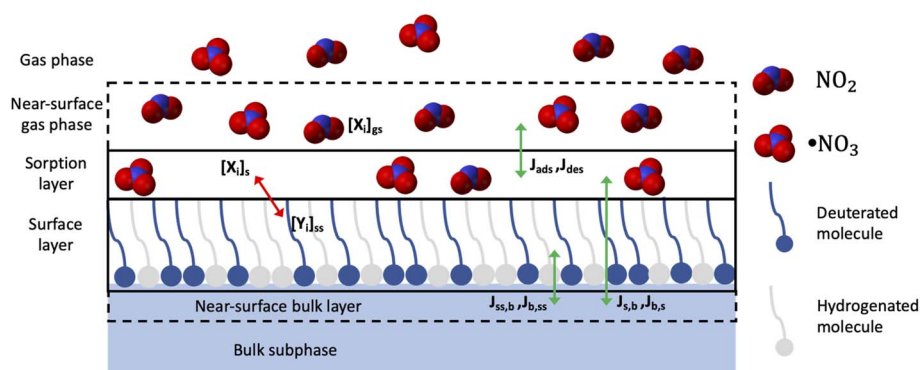 Gas phase
Near-surface
gas phase
[Xᵢ]gs
Sorption
layer
[Xᵢ]s
Jads ,Jdes
Surface
layer
[Yᵢ]ss
Near-surface bulk layer
Jss,b ,Jb,ss
Js,b ,Jb,s
Bulk subphase
NO₂
•NO₃
Deuterated
molecule
Hydrogenated
molecule